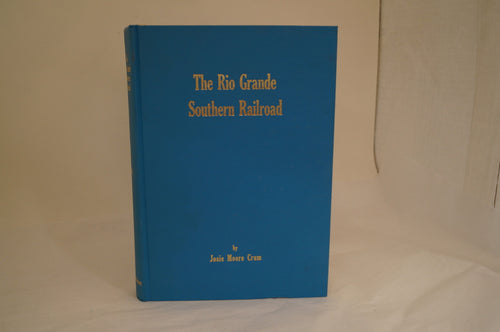 The Rio Grande
Southern Railroad
by
Josie Moore Crum